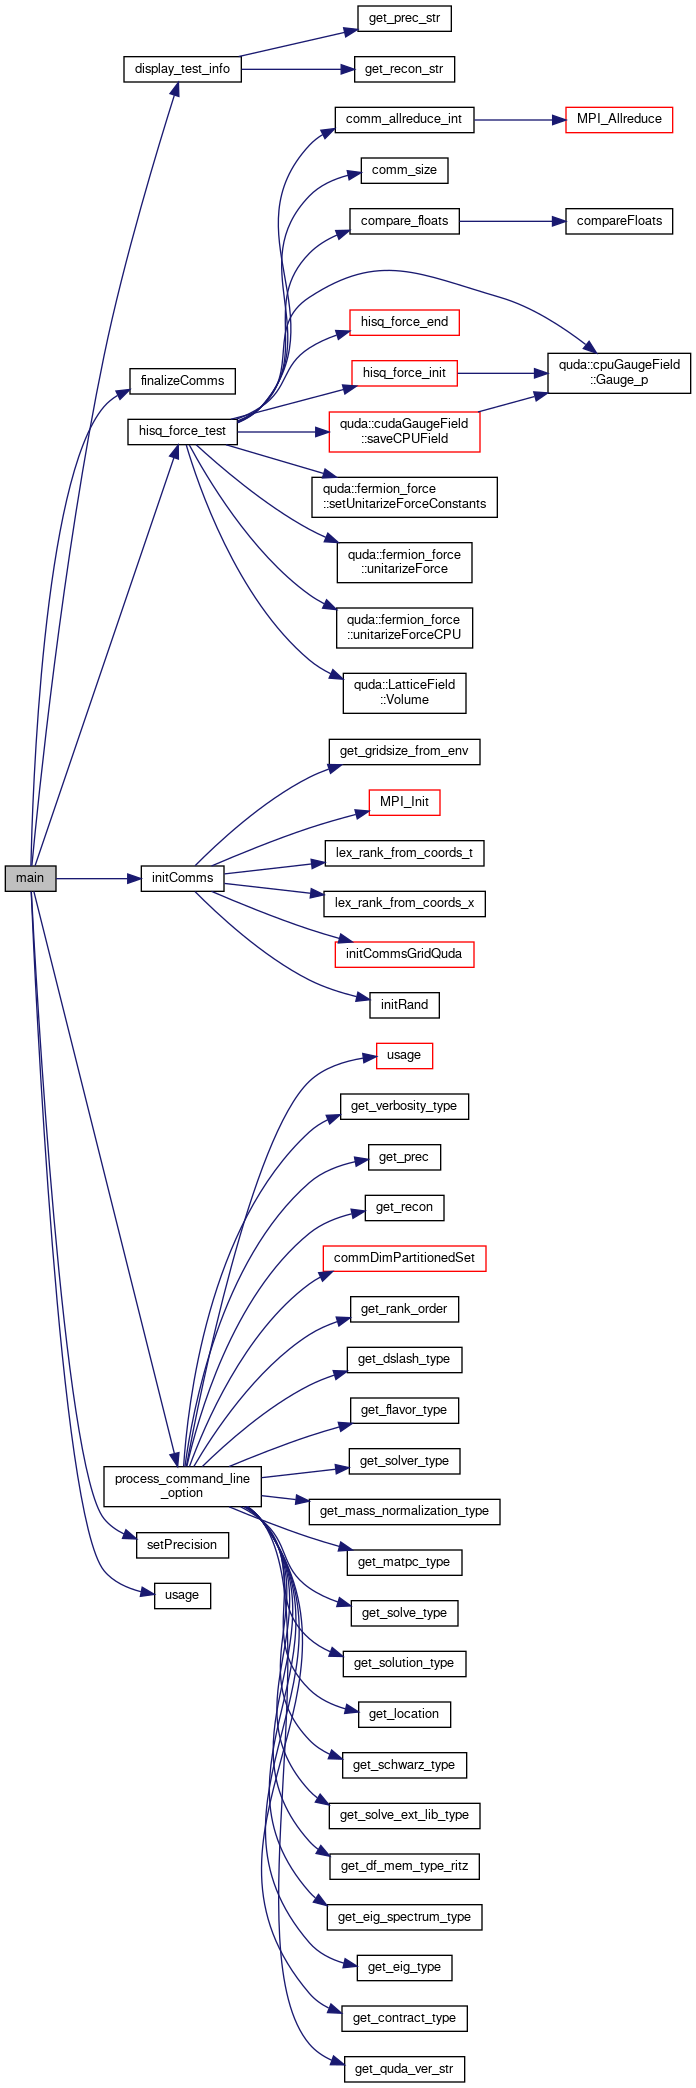 get_prec_str
display_test_info
get_recon_str
comm_allreduce_int
MPI_Allreduce
comm_size
compare_floats
compareFloats
hisq_force_end
finalizeComms
hisq_force_init
quda::cpuGaugeField
::Gauge_p
hisq_force_test
quda::cudaGaugeField
::saveCPUField
quda::fermion_force
::setUnitarizeForceConstants
quda::fermion_force
::unitarizeForce
quda::fermion_force
::unitarizeForceCPU
quda::LatticeField
::Volume
get_gridsize_from_env
MPI_Init
lex_rank_from_coords_t
main
initComms
lex_rank_from_coords_x
initCommsGridQuda
initRand
usage
get_verbosity_type
get_prec
get_recon
commDimPartitionedSet
get_rank_order
get_dslash_type
get_flavor_type
get_solver_type
process_command_line
_option
get_mass_normalization_type
setPrecision
get_matpc_type
usage
get_solve_type
get_solution_type
get_location
get_schwarz_type
get_solve_ext_lib_type
get_df_mem_type_ritz
get_eig_spectrum_type
get_eig_type
get_contract_type
get_quda_ver_str